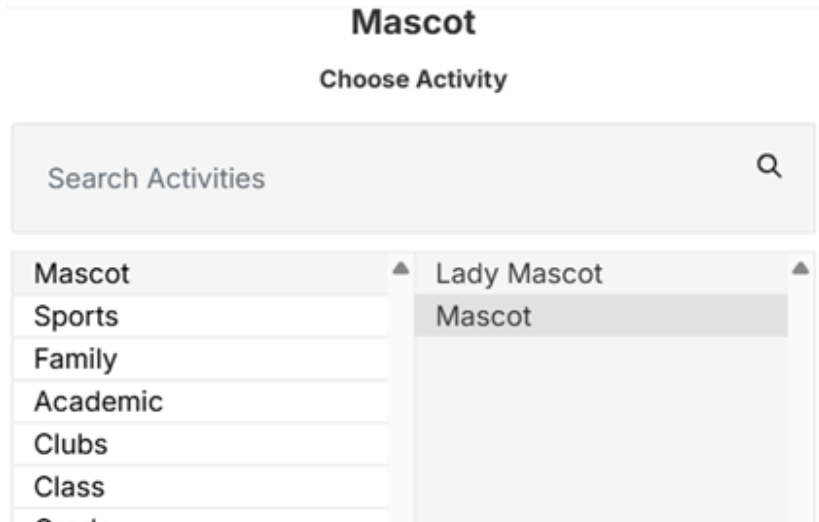 Mascot
Choose Activity
Search Activities
Mascot
Sports
Family
Academic
Clubs
Class
Lady Mascot
Mascot